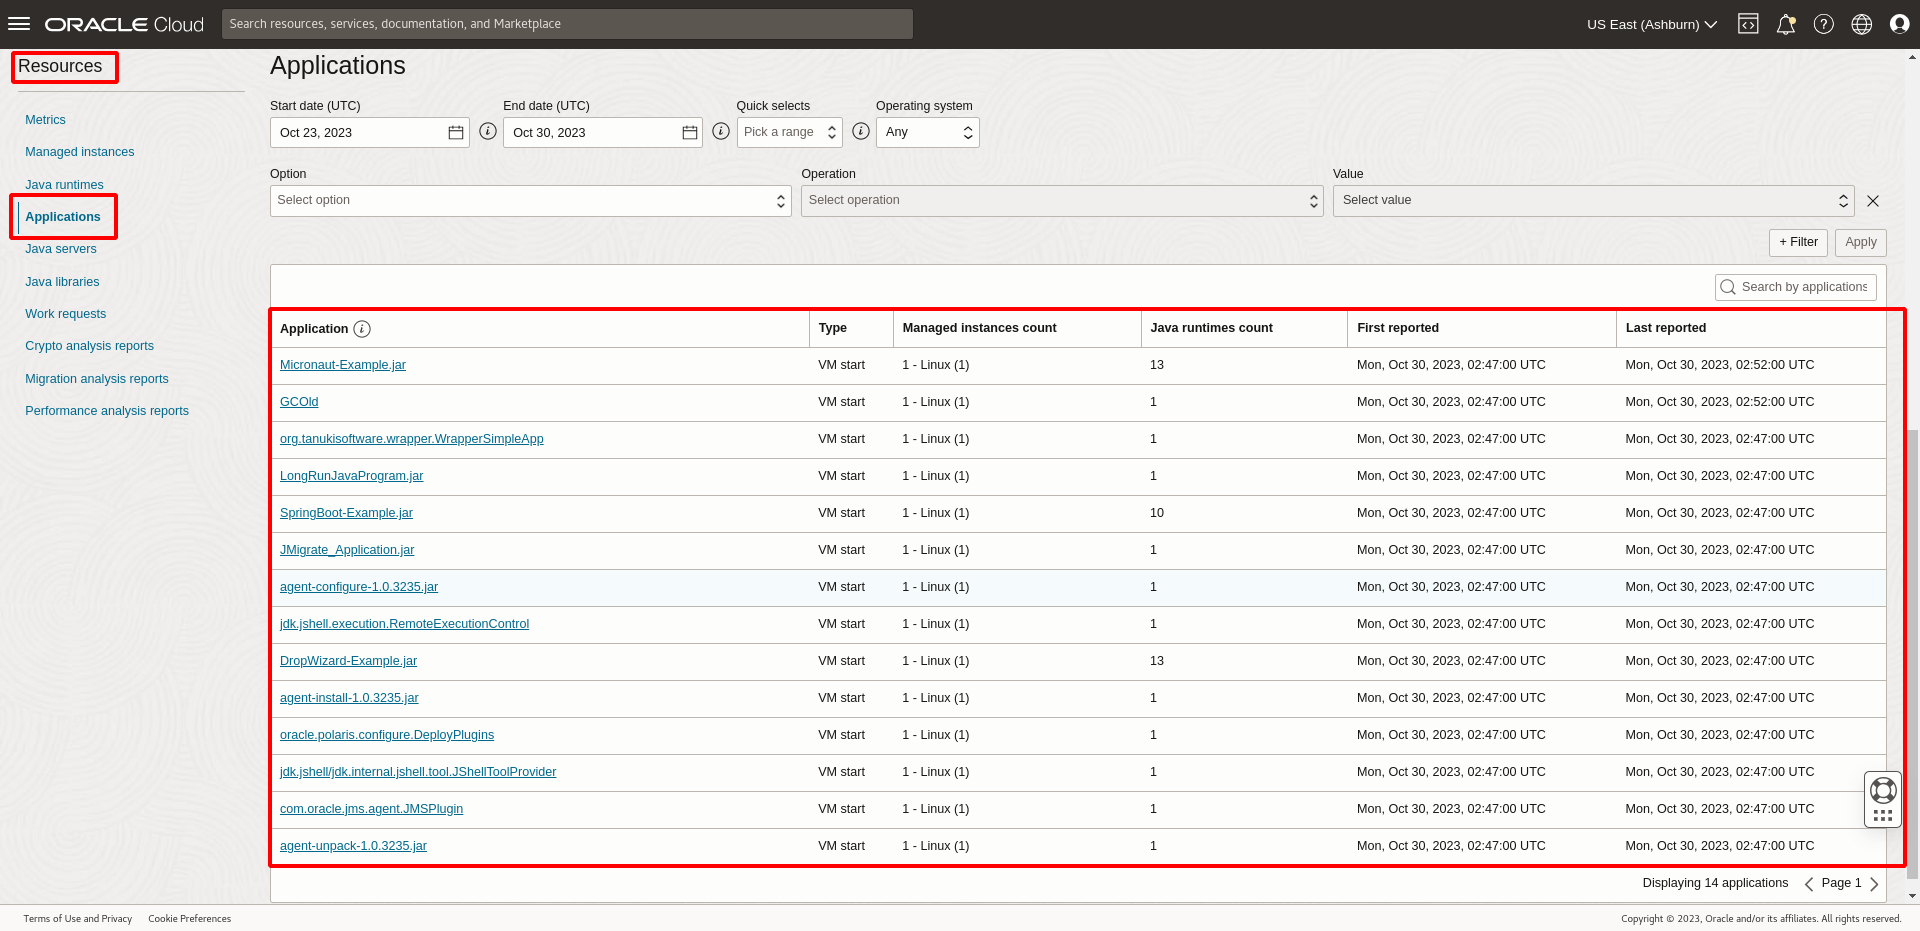 ORACLE Cloud
Search resources, services, documentation, and Marketplace
US East (Ashburn)
Resources
Metrics
Managed instances
Java runtimes
Applications
Java servers
Java libraries
Work requests
Crypto analysis reports
Migration analysis reports
Performance analysis reports
Applications
Start date (UTC) End date (UTC) Quick selects Operating system
Oct 23, 2023 Oct 30, 2023 Pick a range Any
Option Operation Value
Select option Select operation Select value
+ Filter Apply
Search by applications
Application Type Managed instances count Java runtimes count First reported Last reported
Micronaut-Example.jar VM start 1 - Linux (1) 13 Mon, Oct 30, 2023, 02:47:00 UTC Mon, Oct 30, 2023, 02:52:00 UTC
GCOld VM start 1 - Linux (1) 1 Mon, Oct 30, 2023, 02:47:00 UTC Mon, Oct 30, 2023, 02:52:00 UTC
org.tanukisoftware.wrapper.WrapperSimpleApp VM start 1 - Linux (1) 1 Mon, Oct 30, 2023, 02:47:00 UTC Mon, Oct 30, 2023, 02:47:00 UTC
LongRunJavaProgram.jar VM start 1 - Linux (1) 1 Mon, Oct 30, 2023, 02:47:00 UTC Mon, Oct 30, 2023, 02:47:00 UTC
SpringBoot-Example.jar VM start 1 - Linux (1) 10 Mon, Oct 30, 2023, 02:47:00 UTC Mon, Oct 30, 2023, 02:47:00 UTC
JMigrate_Application.jar VM start 1 - Linux (1) 1 Mon, Oct 30, 2023, 02:47:00 UTC Mon, Oct 30, 2023, 02:47:00 UTC
agent-configure-1.0.3235.jar VM start 1 - Linux (1) 1 Mon, Oct 30, 2023, 02:47:00 UTC Mon, Oct 30, 2023, 02:47:00 UTC
jdk.jshell.execution.RemoteExecutionControl VM start 1 - Linux (1) 1 Mon, Oct 30, 2023, 02:47:00 UTC Mon, Oct 30, 2023, 02:47:00 UTC
DropWizard-Example.jar VM start 1 - Linux (1) 13 Mon, Oct 30, 2023, 02:47:00 UTC Mon, Oct 30, 2023, 02:47:00 UTC
agent-install-1.0.3235.jar VM start 1 - Linux (1) 1 Mon, Oct 30, 2023, 02:47:00 UTC Mon, Oct 30, 2023, 02:47:00 UTC
oracle.polaris.configure.DeployPlugins VM start 1 - Linux (1) 1 Mon, Oct 30, 2023, 02:47:00 UTC Mon, Oct 30, 2023, 02:47:00 UTC
jdk.jshell/jdk.internal.jshell.tool.JShellToolProvider VM start 1 - Linux (1) 1 Mon, Oct 30, 2023, 02:47:00 UTC Mon, Oct 30, 2023, 02:47:00 UTC
com.oracle.jms.agent.JMSPlugin VM start 1 - Linux (1) 1 Mon, Oct 30, 2023, 02:47:00 UTC Mon, Oct 30, 2023, 02:47:00 UTC
agent-unpack-1.0.3235.jar VM start 1 - Linux (1) 1 Mon, Oct 30, 2023, 02:47:00 UTC Mon, Oct 30, 2023, 02:47:00 UTC
Displaying 14 applications Page 1
Terms of Use and Privacy Cookie Preferences
Copyright © 2023, Oracle and/or its affiliates. All rights reserved.